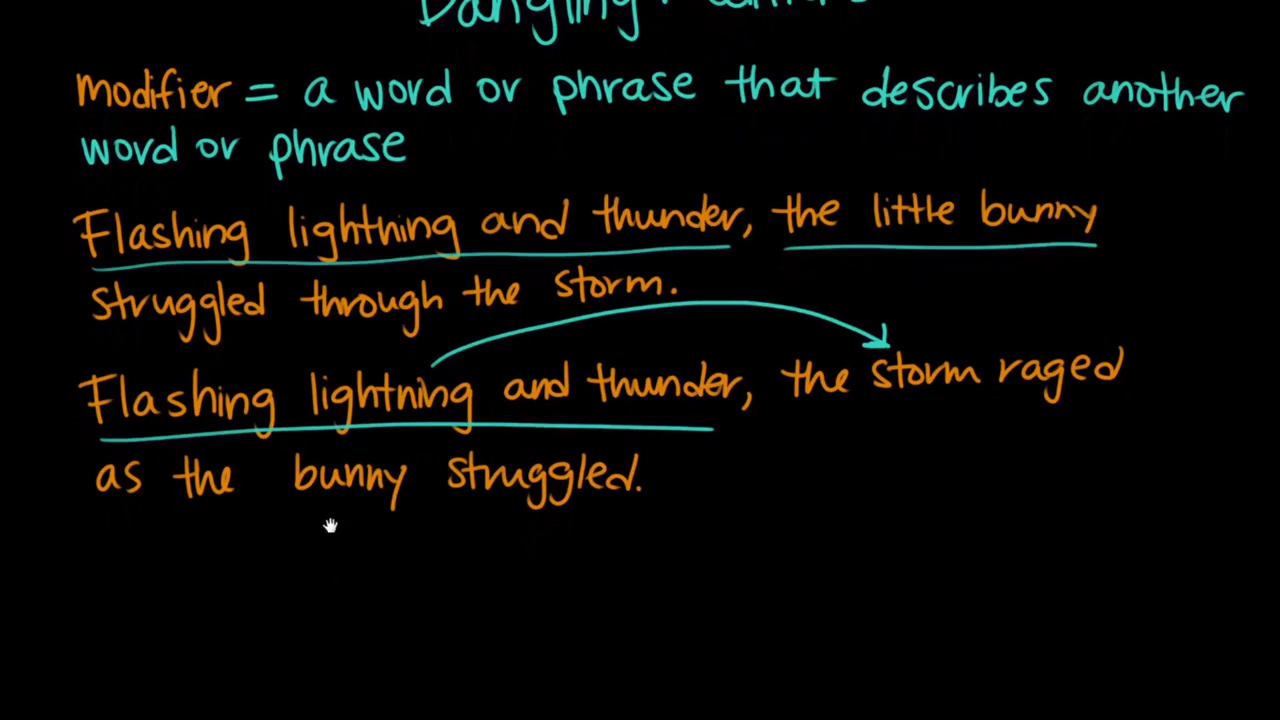 Dangling
modifier = a word or phrase that describes another
word or phrase
Flashing lightning and thunder, the little bunny
struggled through the storm.
Flashing lightning and thunder, the storm raged
as the bunny struggled.